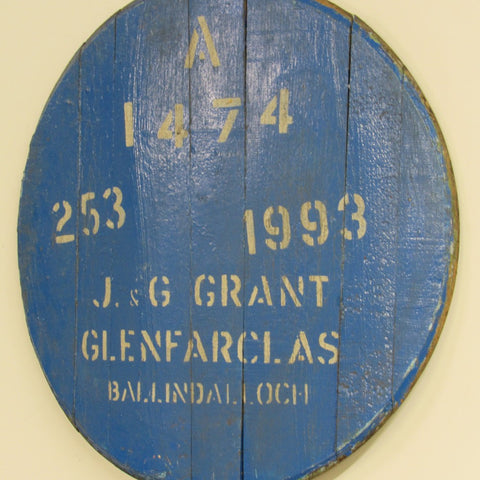 A
1474
253 1993
J. & G GRANT
GLENFARCLAS
BALLINDALLOCH